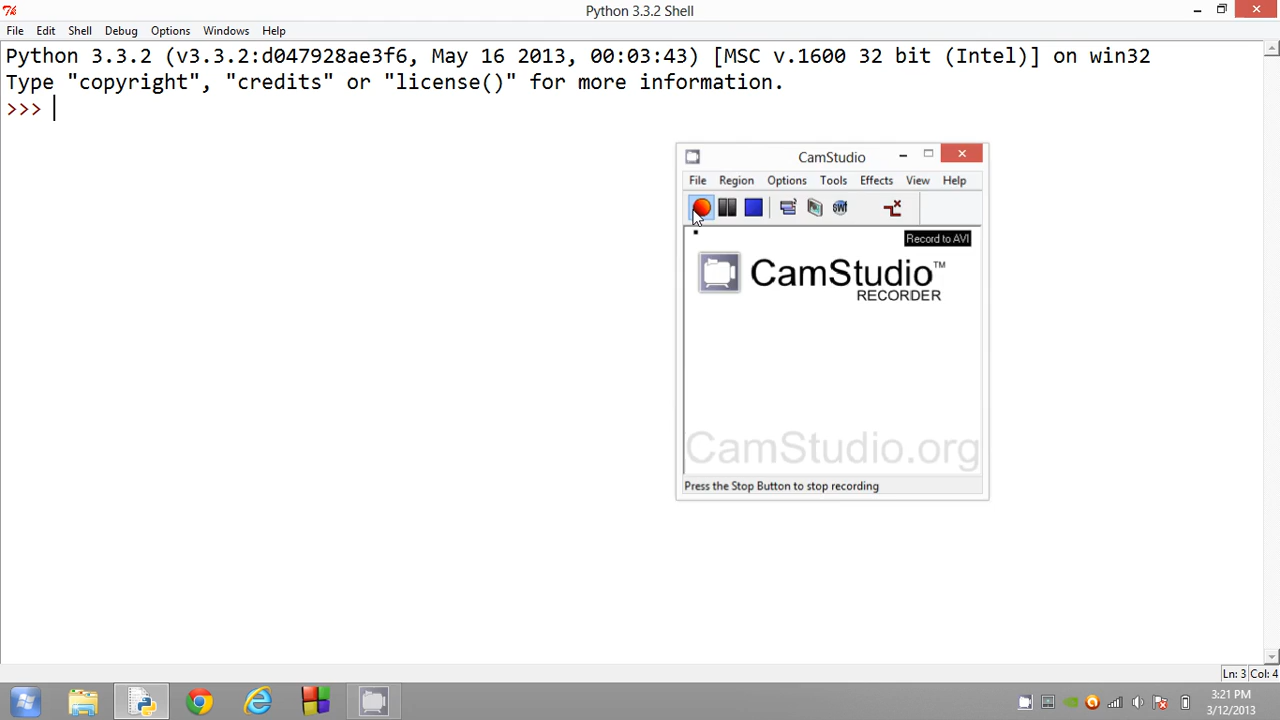 Python 3.3.2 Shell
File Edit Shell Debug Options Windows Help
Python 3.3.2 (v3.3.2:d047928ae3f6, May 16 2013, 00:03:43) [MSC v.1600 32 bit (Intel)] on win32
Type "copyright", "credits" or "license()" for more information.
>>>
CamStudio
File Region Options Tools Effects View Help
swf
Record to AVI
CamStudio™
RECORDER
CamStudio.org
Press the Stop Button to stop recording
Ln: 3 Col: 4
3:21 PM
3/12/2013